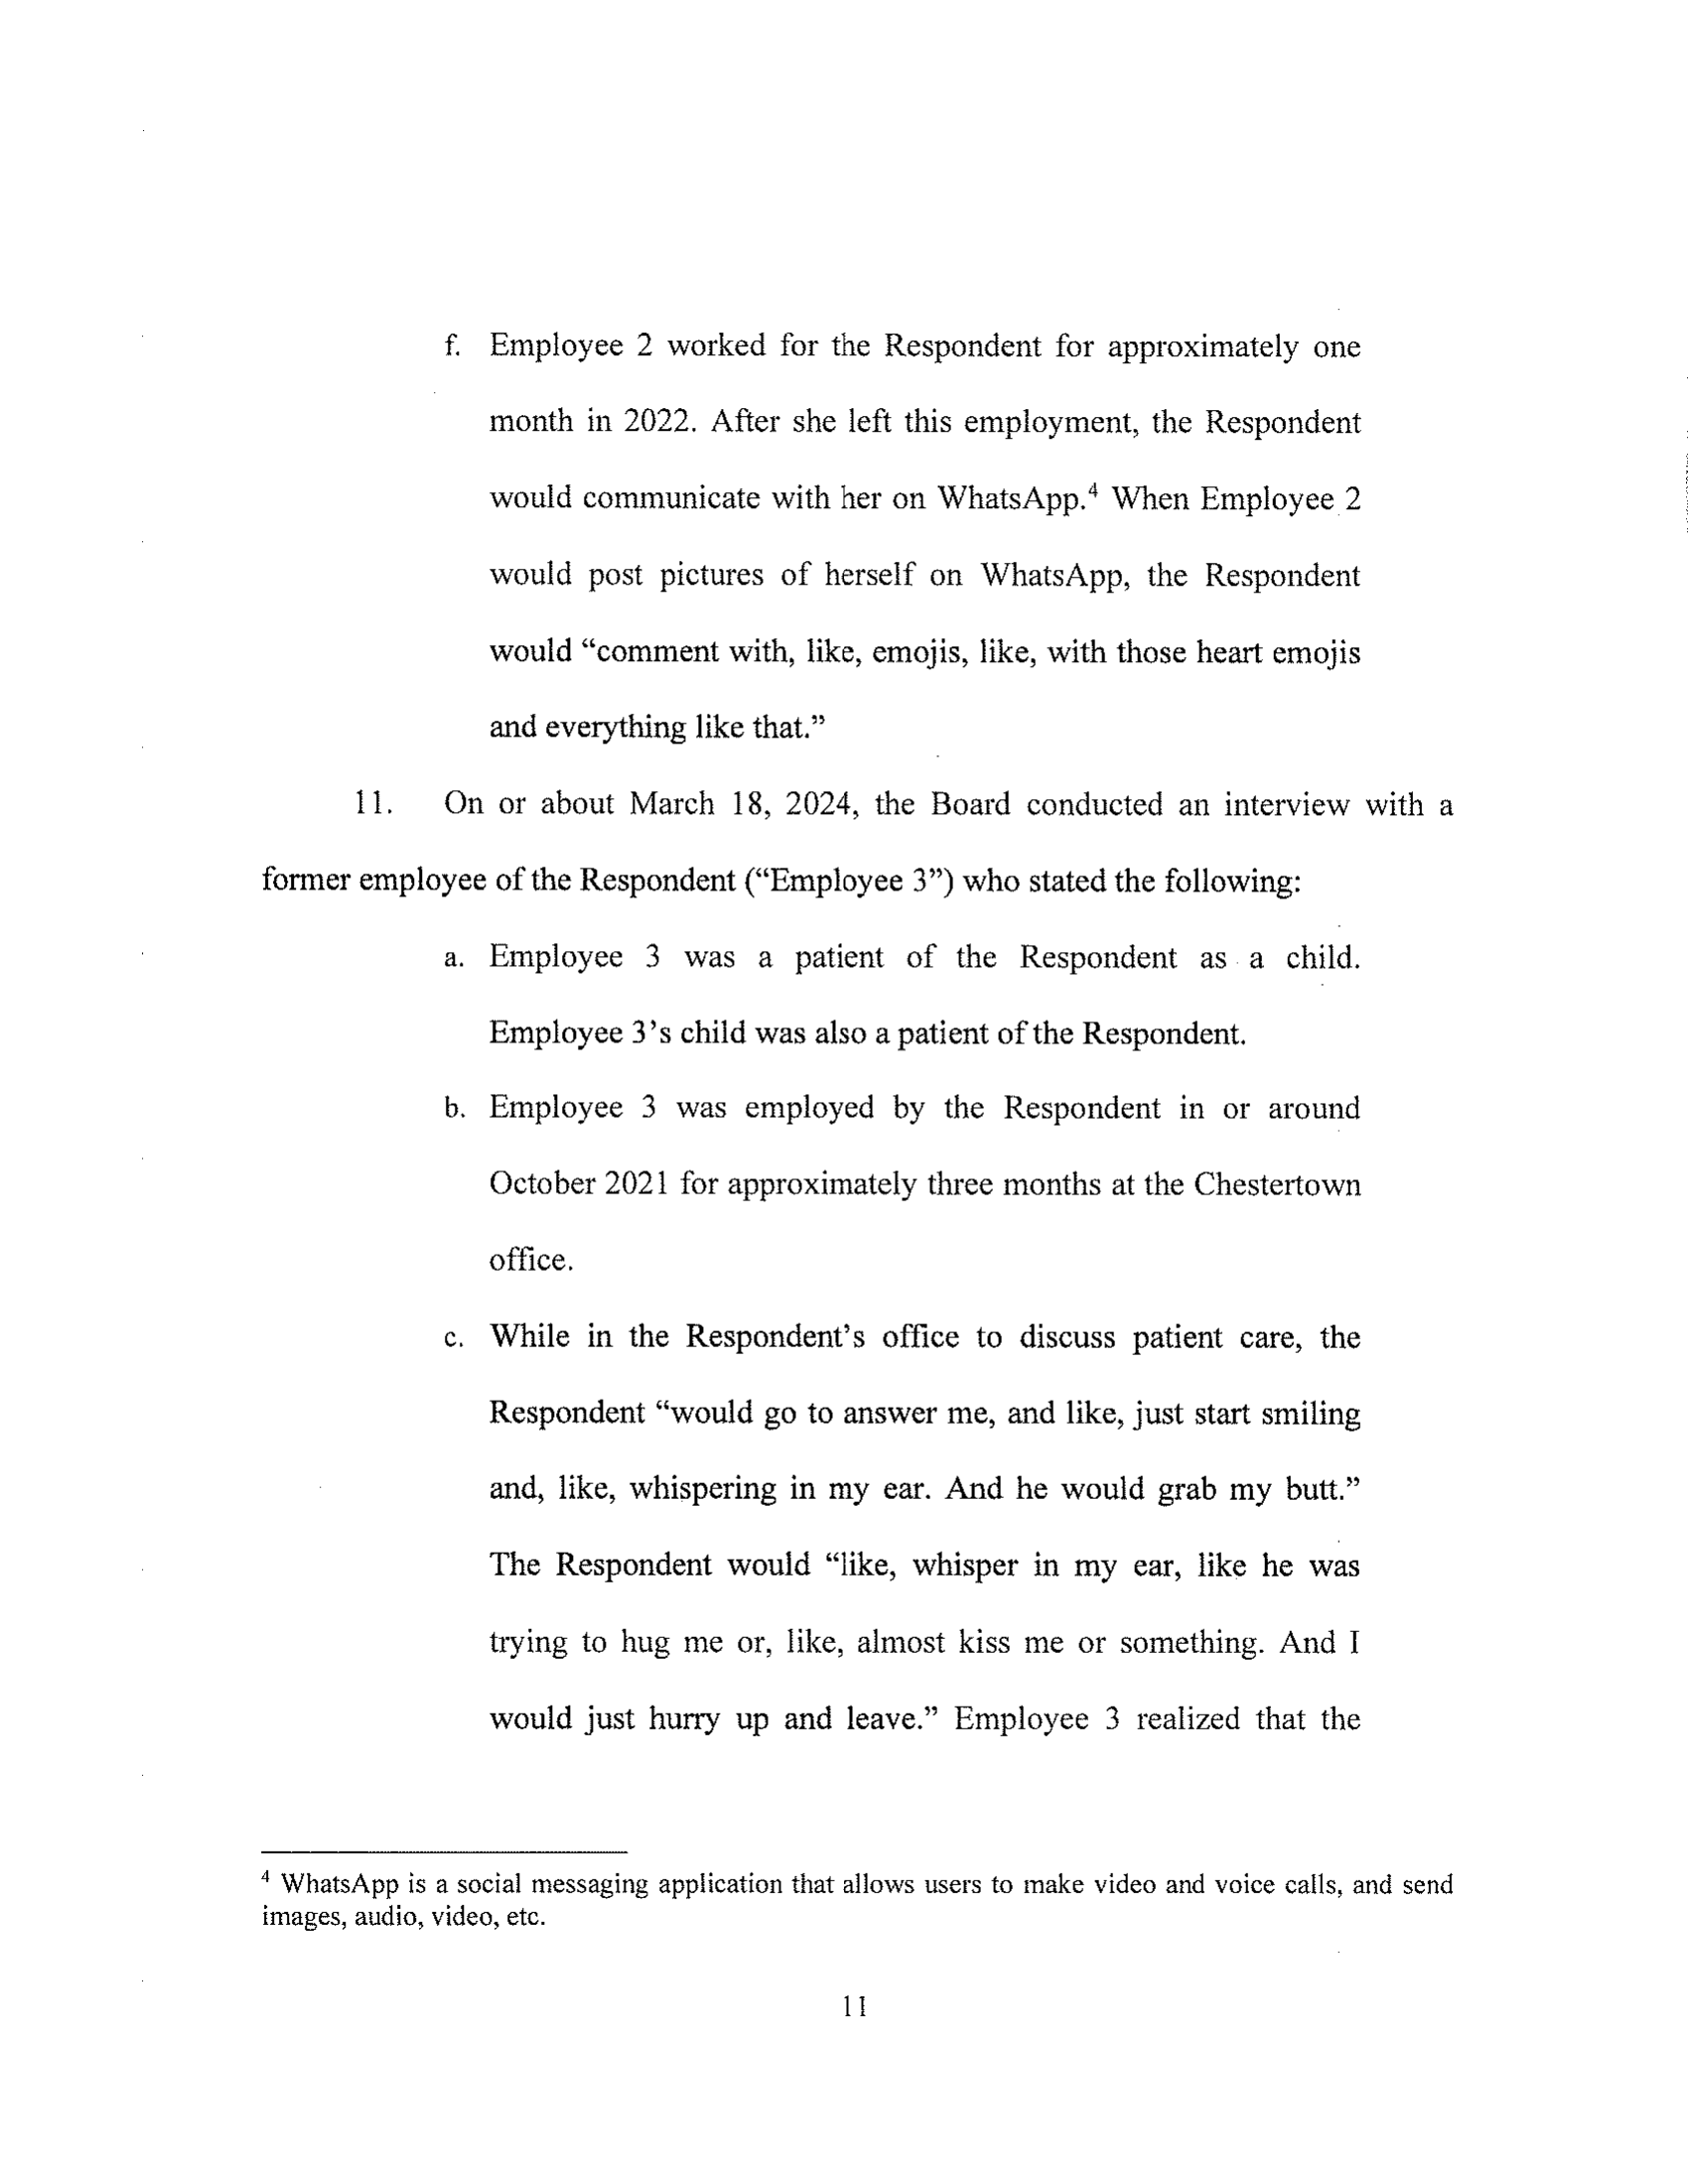 f. Employee 2 worked for the Respondent for approximately one
month in 2022. After she left this employment, the Respondent
would communicate with her on WhatsApp.⁴ When Employee 2
would post pictures of herself on WhatsApp, the Respondent
would “comment with, like, emojis, like, with those heart emojis
and everything like that.”
11. On or about March 18, 2024, the Board conducted an interview with a
former employee of the Respondent (“Employee 3”) who stated the following:
a. Employee 3 was a patient of the Respondent as a child.
Employee 3’s child was also a patient of the Respondent.
b. Employee 3 was employed by the Respondent in or around
October 2021 for approximately three months at the Chestertown
office.
c. While in the Respondent’s office to discuss patient care, the
Respondent “would go to answer me, and like, just start smiling
and, like, whispering in my ear. And he would grab my butt.”
The Respondent would “like, whisper in my ear, like he was
trying to hug me or, like, almost kiss me or something. And I
would just hurry up and leave.” Employee 3 realized that the
⁴ WhatsApp is a social messaging application that allows users to make video and voice calls, and send
images, audio, video, etc.
11